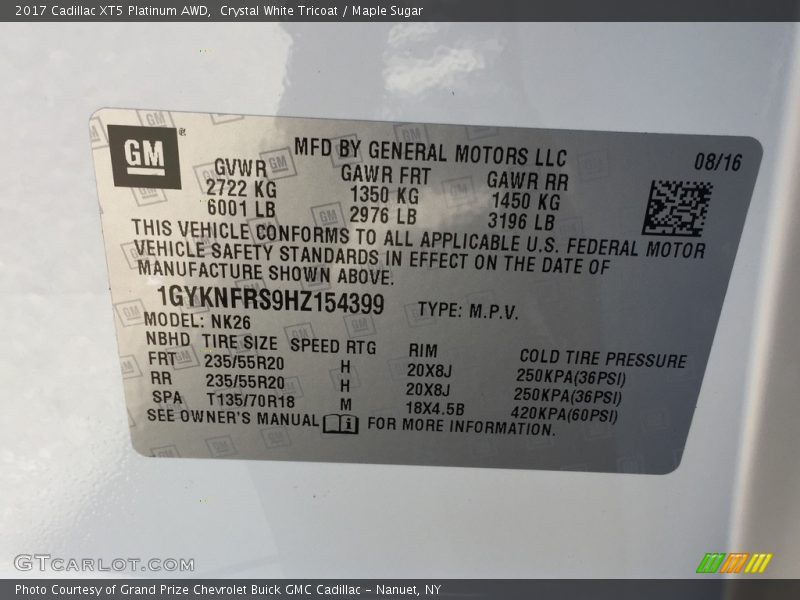 2017 Cadillac XT5 Platinum AWD, Crystal White Tricoat / Maple Sugar
GM ®
MFD BY GENERAL MOTORS LLC 08/16
GVWR GAWR FRT GAWR RR
2722 KG 1350 KG 1450 KG
6001 LB 2976 LB 3196 LB
THIS VEHICLE CONFORMS TO ALL APPLICABLE U.S. FEDERAL MOTOR
VEHICLE SAFETY STANDARDS IN EFFECT ON THE DATE OF
MANUFACTURE SHOWN ABOVE.
1GYKNFRS9HZ154399 TYPE: M.P.V.
MODEL: NK26
NBHD TIRE SIZE SPEED RTG RIM COLD TIRE PRESSURE
FRT 235/55R20 H 20X8J 250KPA(36PSI)
RR 235/55R20 H 20X8J 250KPA(36PSI)
SPA T135/70R18 M 18X4.5B 420KPA(60PSI)
SEE OWNER'S MANUAL FOR MORE INFORMATION.
GTCARLOT.COM
Photo Courtesy of Grand Prize Chevrolet Buick GMC Cadillac - Nanuet, NY